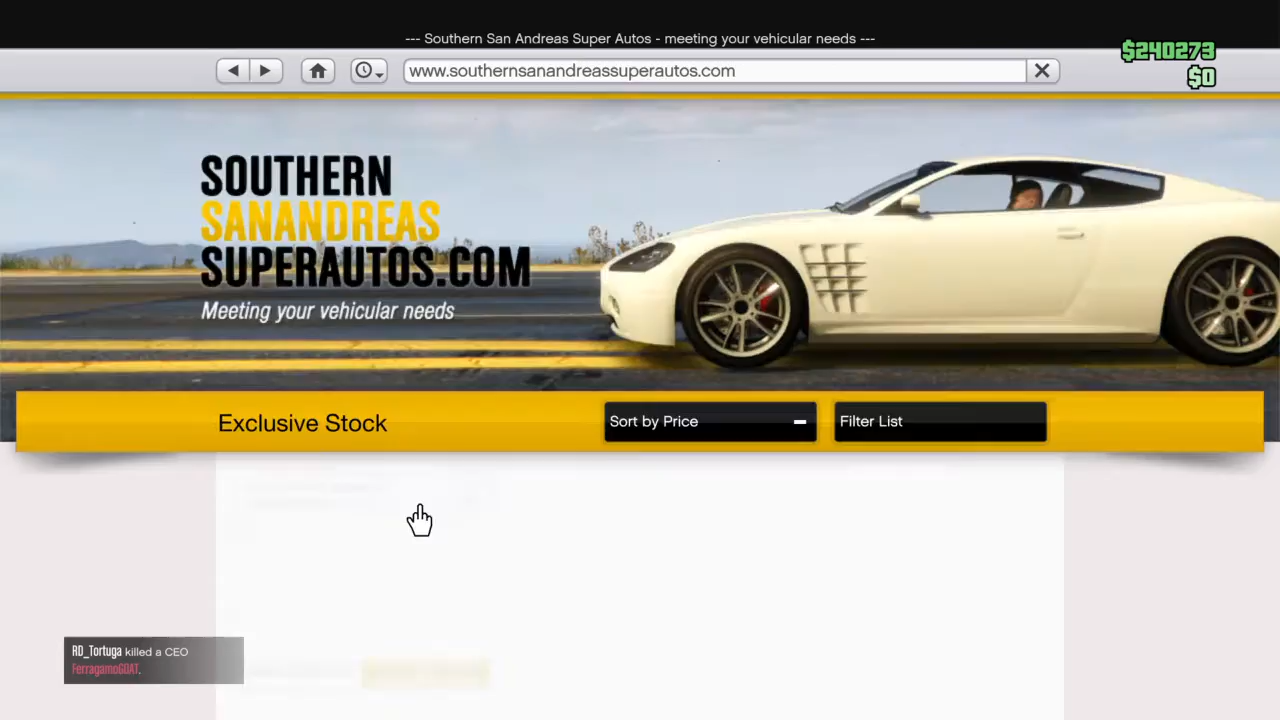 --- Southern San Andreas Super Autos - meeting your vehicular needs ---
$240273
www.southernsanandreassuperautos.com
$0
SOUTHERN
SANANDREAS
SUPERAUTOS.COM
Meeting your vehicular needs
Exclusive Stock
Sort by Price
Filter List
RD_Tortuga killed a CEO
FerragamoGOAT.